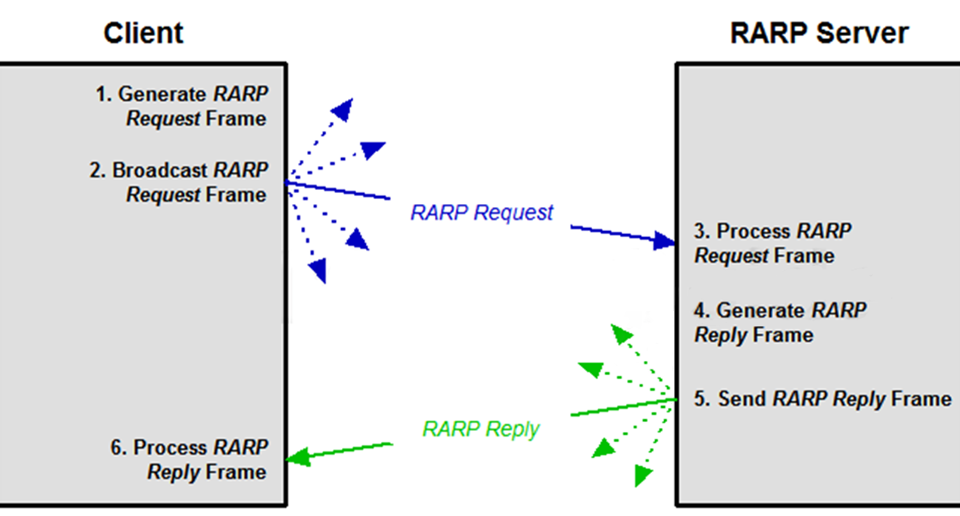 Client
RARP Server
1. Generate RARP
Request Frame
2. Broadcast RARP
Request Frame
RARP Request
3. Process RARP
Request Frame
4. Generate RARP
Reply Frame
5. Send RARP Reply Frame
RARP Reply
6. Process RARP
Reply Frame